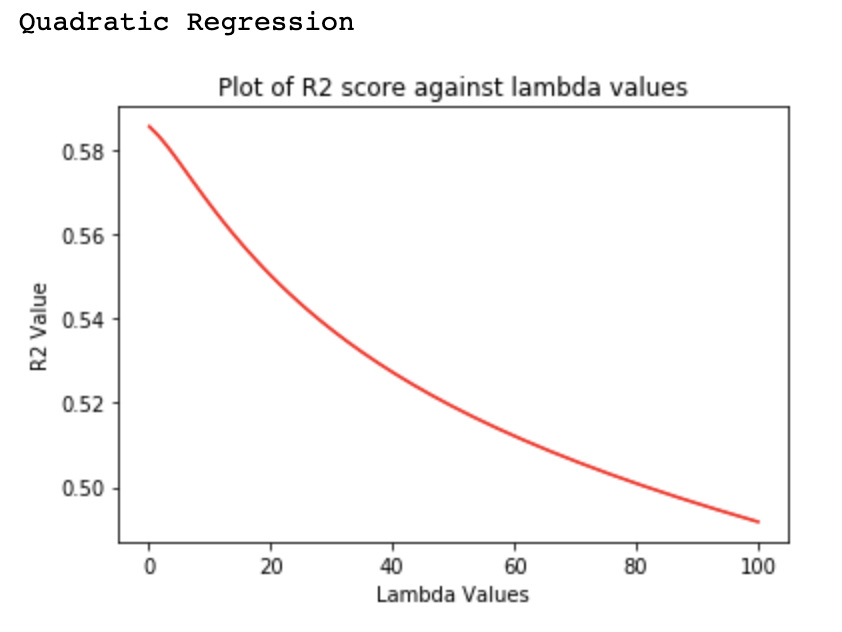 Quadratic Regression
Plot of R2 score against lambda values
R2 Value
0.58
0.56
0.54
0.52
0.50
0 20 40 60 80 100
Lambda Values